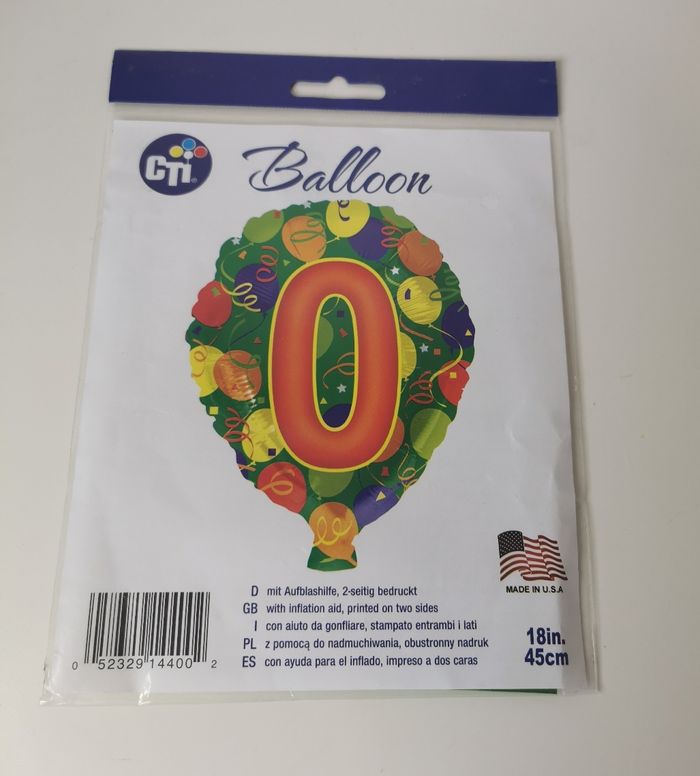 CTI®
Balloon
0
D mit Aufblashilfe, 2-seitig bedruckt
GB with inflation aid, printed on two sides
I con aiuto da gonfliare, stampato entrambi i lati
PL z pomocą do nadmuchiwania, obustronny nadruk
ES con ayuda para el inflado, impreso a dos caras
MADE IN U.S.A
18in.
45cm
0 52329 14400 2